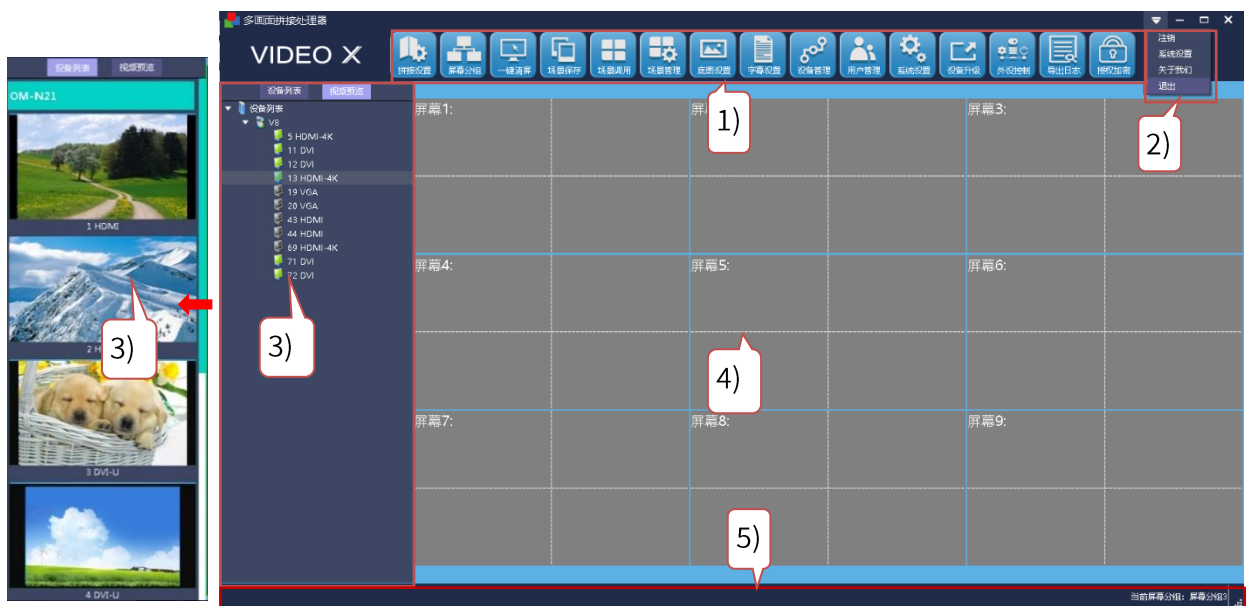 设备列表 视频预览
OM-N21
1 HDMI
2 H
3)
3 DVI-U
4 DVI-U
多画面拼接处理器
VIDEO X
拼接设置 屏幕分组 一键清屏 场景保存 场景调用 场景管理 底图设置 字幕设置 设备管理 用户管理 系统设置 设备升级 外设控制 导出日志 授权加密
注销
系统设置
关于我们
退出
1)
2)
设备列表 视频预览
设备列表
V8
5 HDMI-4K
11 DVI
12 DVI
13 HDMI-4K
19 VGA
20 VGA
43 HDMI
44 HDMI
69 HDMI-4K
71 DVI
72 DVI
3)
屏幕1:
屏
屏幕3:
屏幕4:
屏幕5:
屏幕6:
4)
屏幕7:
屏幕8:
屏幕9:
5)
当前屏幕分组：屏幕分组3